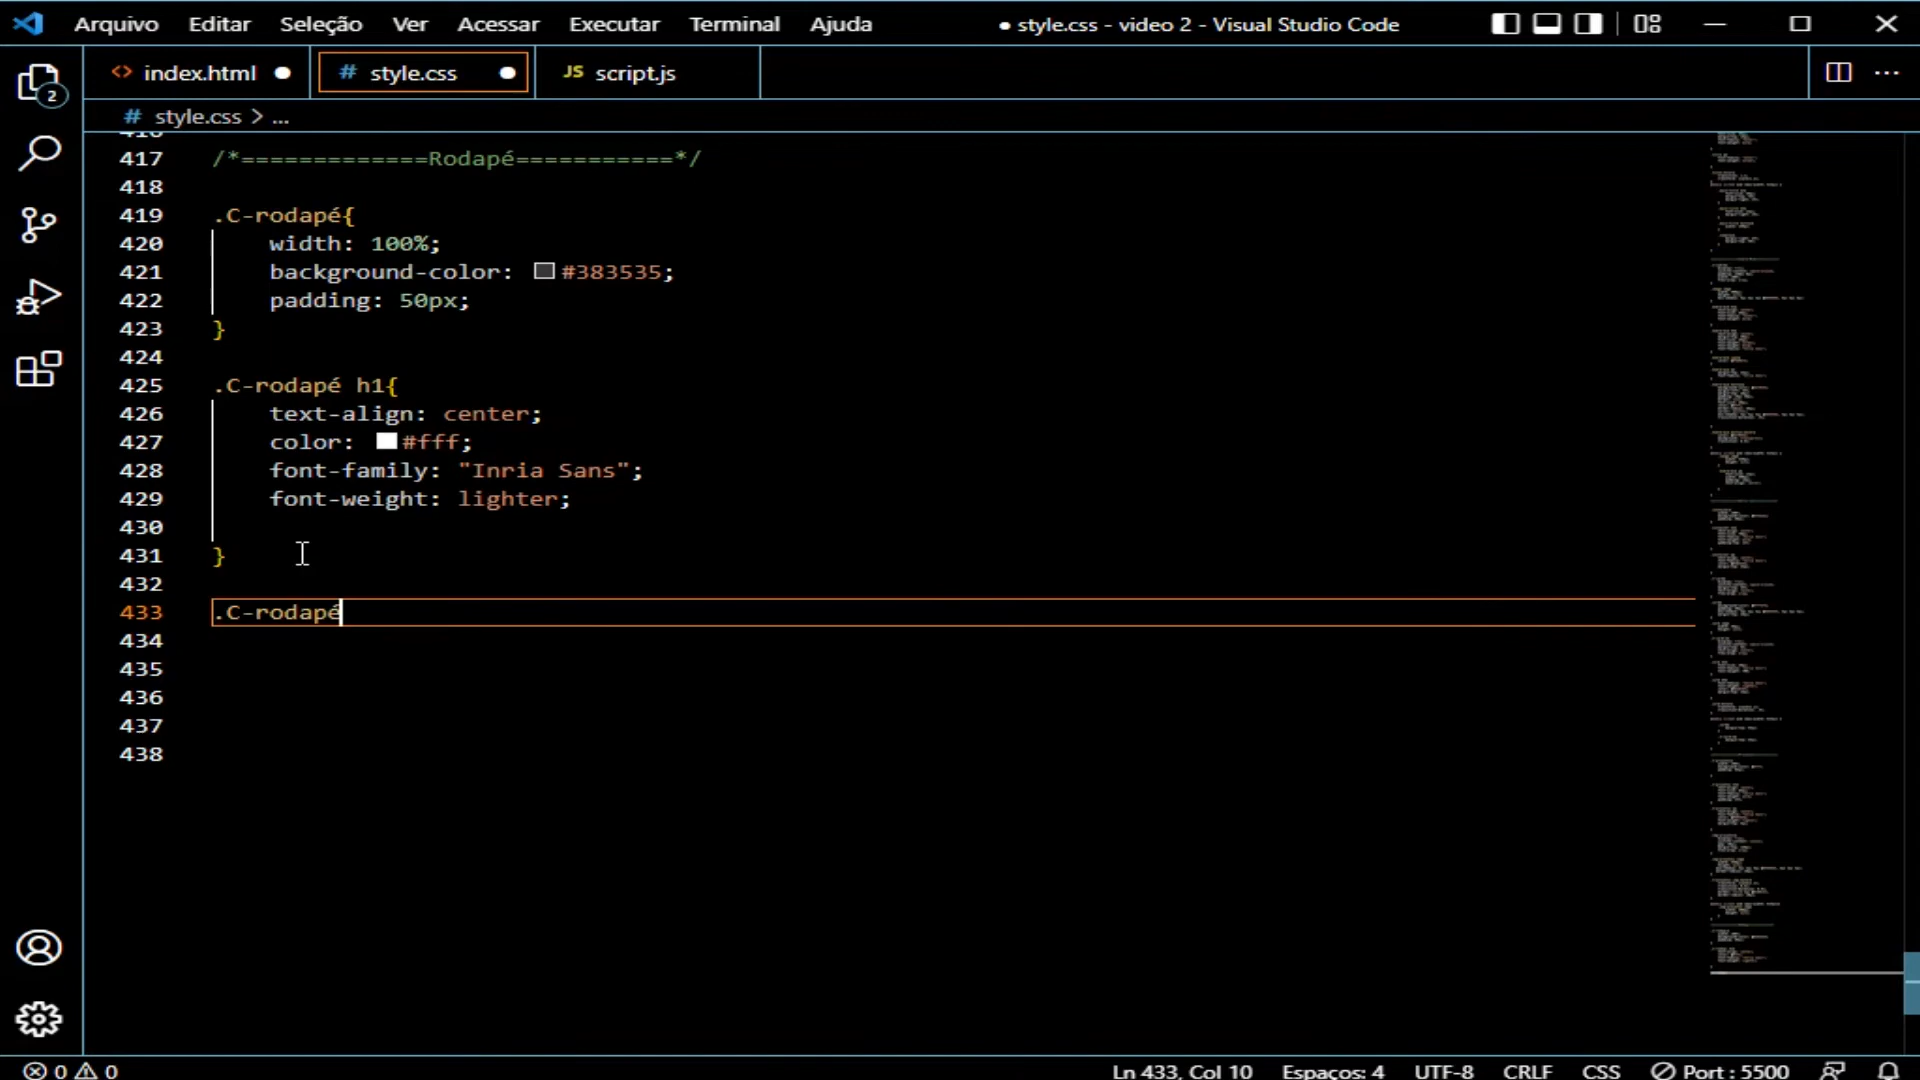 Arquivo Editar Seleção Ver Acessar Executar Terminal Ajuda ● style.css - video 2 - Visual Studio Code
<> index.html ● # style.css ● JS script.js
2
# style.css > ...
416
417 /*=============Rodapé===========*/
418
419 .C-rodapé{
420 width: 100%;
421 background-color: #383535;
422 padding: 50px;
423 }
424
425 .C-rodapé h1{
426 text-align: center;
427 color: #fff;
428 font-family: "Inria Sans";
429 font-weight: lighter;
430
431 }
432
433 .C-rodapé
434
435
436
437
438
0 0 Ln 433, Col 10 Espaços: 4 UTF-8 CRLF CSS Port : 5500